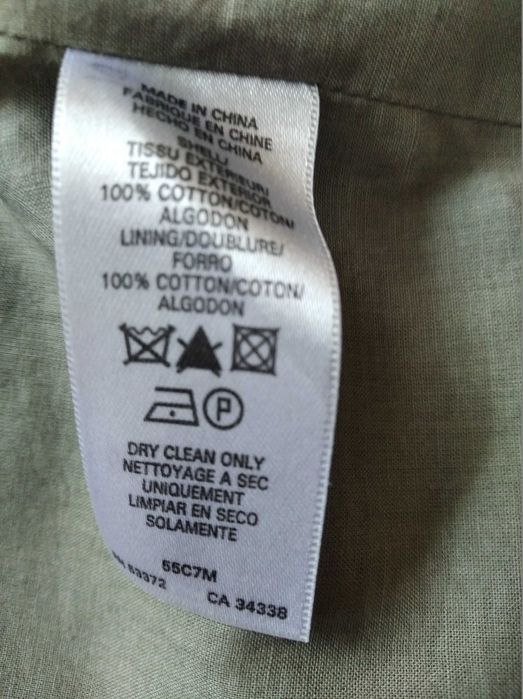 MADE IN CHINA
FABRIQUE EN CHINE
HECHO EN CHINA
SHELL/
TISSU EXTERIEUR/
TEJIDO EXTERIOR
100% COTTON/COTON/
ALGODON
LINING/DOUBLURE/
FORRO
100% COTTON/COTON/
ALGODON
P
DRY CLEAN ONLY
NETTOYAGE A SEC
UNIQUEMENT
LIMPIAR EN SECO
SOLAMENTE
55C7M
53372
CA 34338